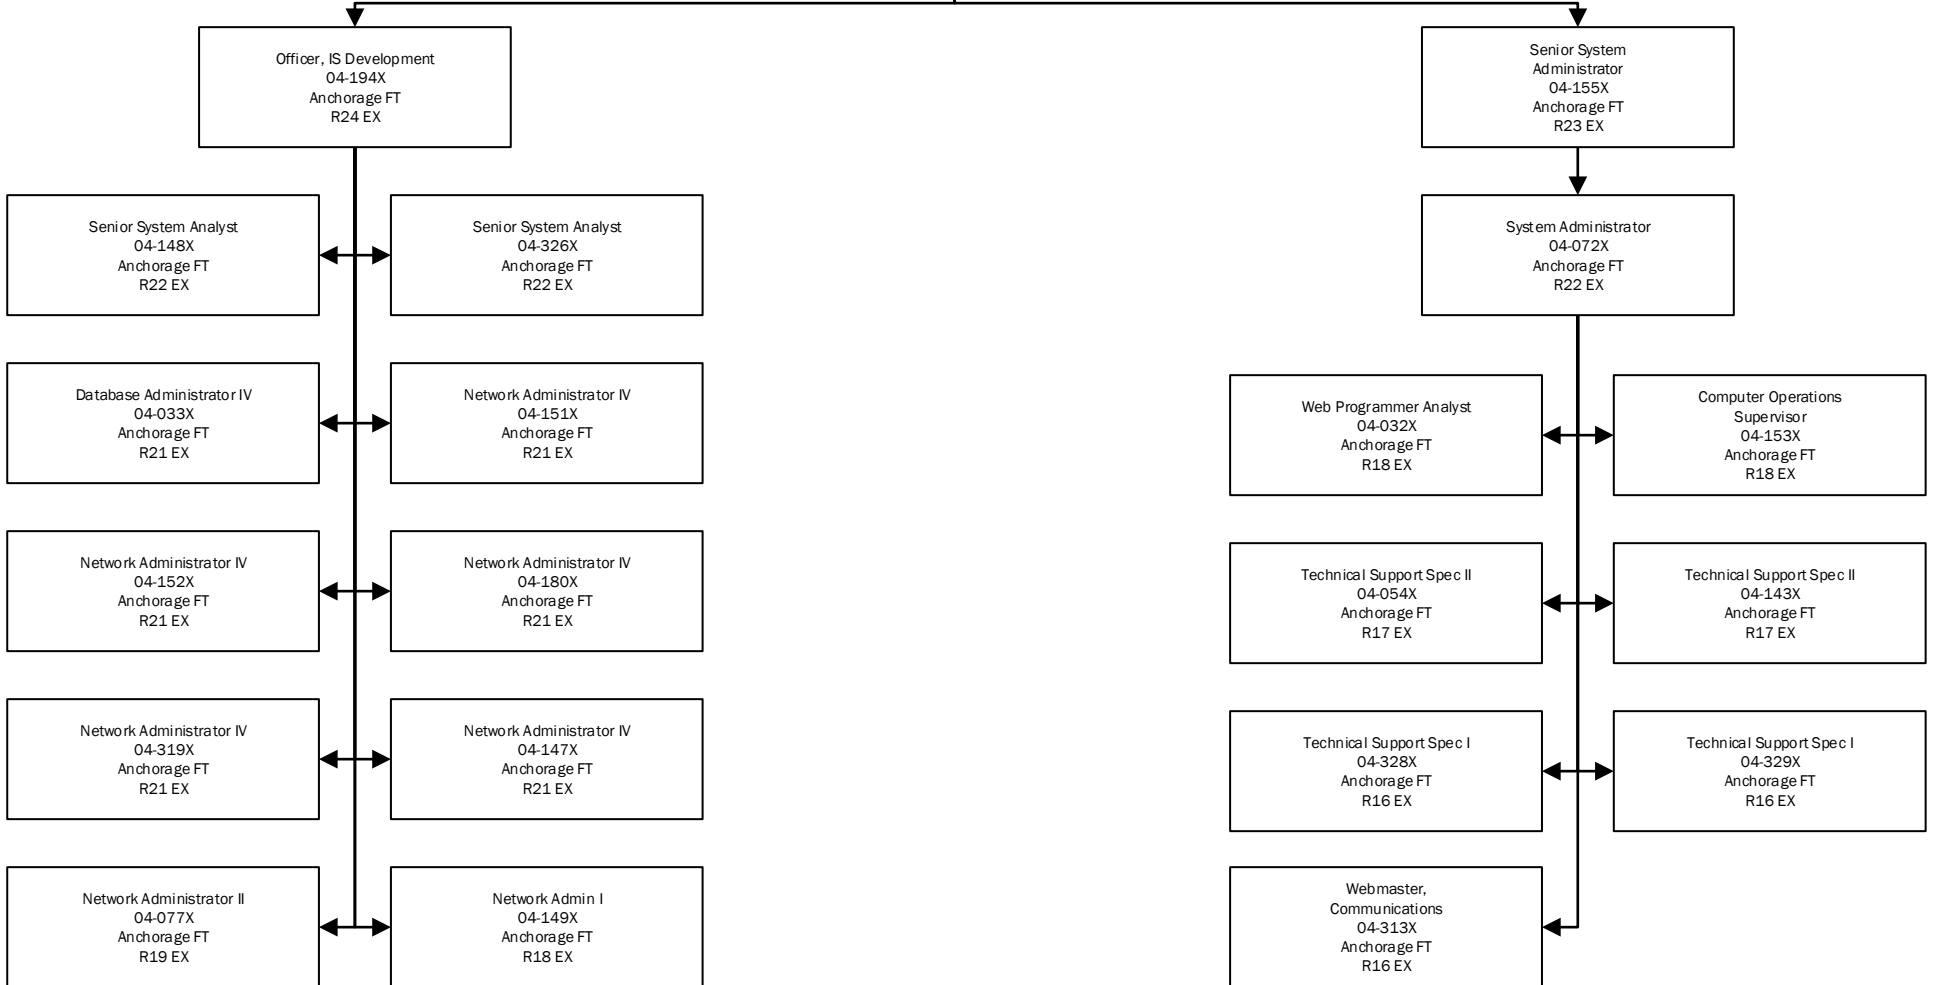 Officer, IS Development
04-194X
Anchorage FT
R24 EX
Senior System
Administrator
04-155X
Anchorage FT
R23 EX
Senior System Analyst
04-148X
Anchorage FT
R22 EX
Senior System Analyst
04-326X
Anchorage FT
R22 EX
System Administrator
04-072X
Anchorage FT
R22 EX
Database Administrator IV
04-033X
Anchorage FT
R21 EX
Network Administrator IV
04-151X
Anchorage FT
R21 EX
Web Programmer Analyst
04-032X
Anchorage FT
R18 EX
Computer Operations
Supervisor
04-153X
Anchorage FT
R18 EX
Network Administrator IV
04-152X
Anchorage FT
R21 EX
Network Administrator IV
04-180X
Anchorage FT
R21 EX
Technical Support Spec II
04-054X
Anchorage FT
R17 EX
Technical Support Spec II
04-143X
Anchorage FT
R17 EX
Network Administrator IV
04-319X
Anchorage FT
R21 EX
Network Administrator IV
04-147X
Anchorage FT
R21 EX
Technical Support Spec I
04-328X
Anchorage FT
R16 EX
Technical Support Spec I
04-329X
Anchorage FT
R16 EX
Network Administrator II
04-077X
Anchorage FT
R19 EX
Network Admin I
04-149X
Anchorage FT
R18 EX
Webmaster,
Communications
04-313X
Anchorage FT
R16 EX